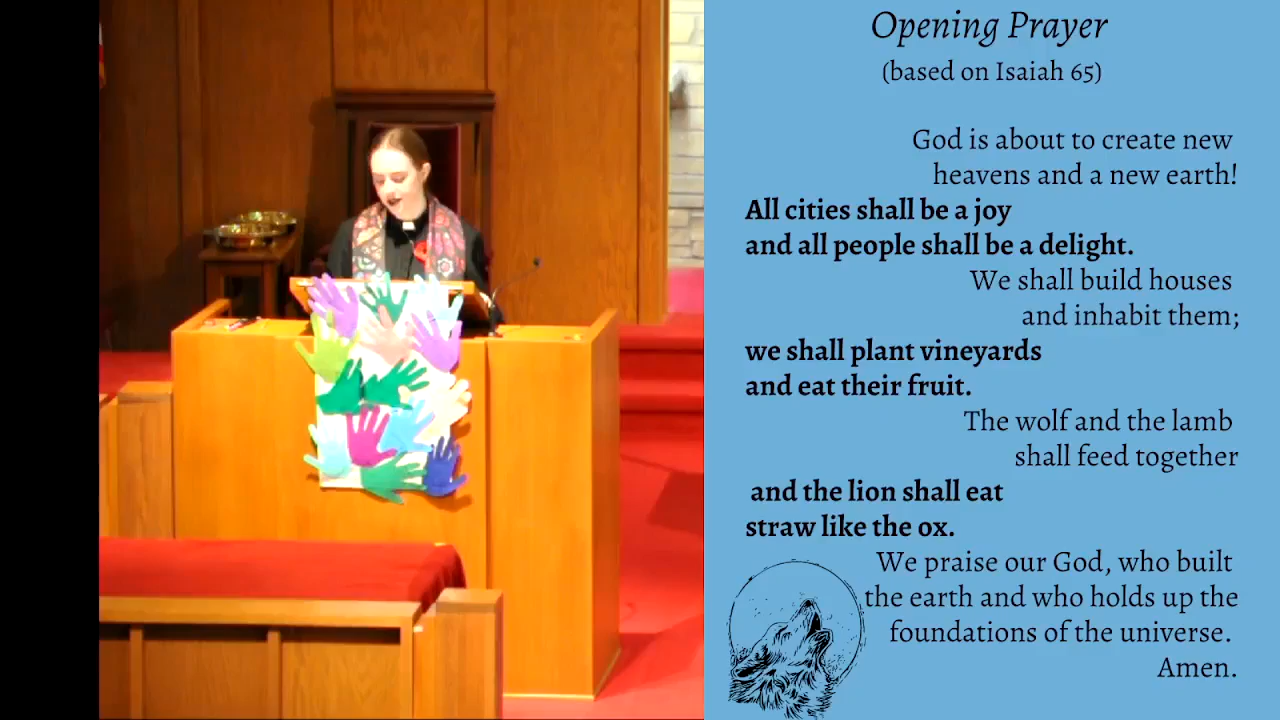 Opening Prayer
(based on Isaiah 65)
God is about to create new
heavens and a new earth!
All cities shall be a joy
and all people shall be a delight.
We shall build houses
and inhabit them;
we shall plant vineyards
and eat their fruit.
The wolf and the lamb
shall feed together
and the lion shall eat
straw like the ox.
We praise our God, who built
the earth and who holds up the
foundations of the universe.
Amen.